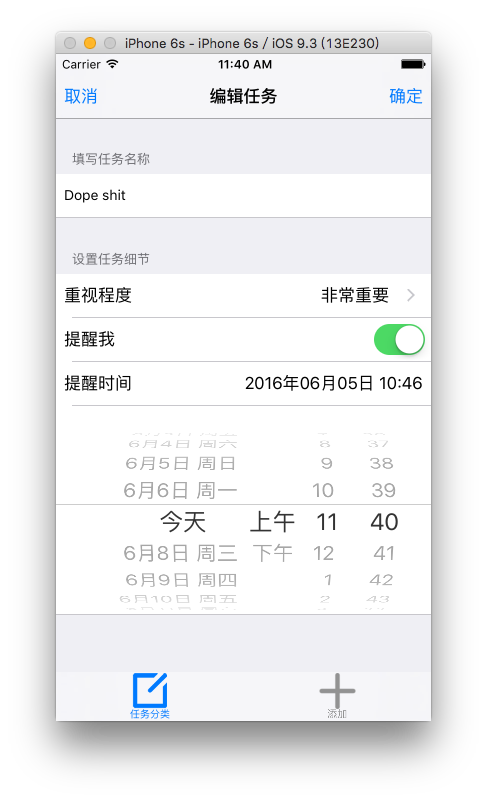 iPhone 6s - iPhone 6s / iOS 9.3 (13E230)
Carrier 11:40 AM
取消 编辑任务 确定
填写任务名称
Dope shit
设置任务细节
重视程度 非常重要
提醒我
提醒时间 2016年06月05日 10:46
6月4日 周六 8 37
6月5日 周日 9 38
6月6日 周一 10 39
今天 上午 11 40
6月8日 周三 下午 12 41
6月9日 周四 1 42
6月10日 周五 2 43
任务分类 添加